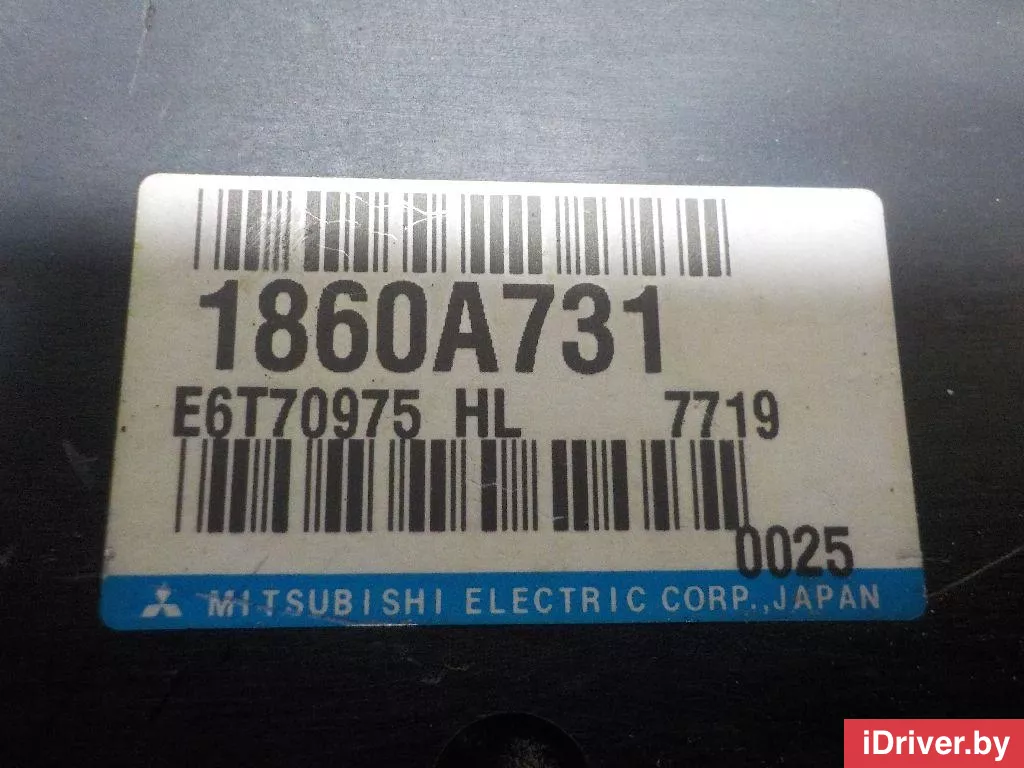 1860A731
E6T70975 HL 7719
0025
MITSUBISHI ELECTRIC CORP.,JAPAN
iDriver.by